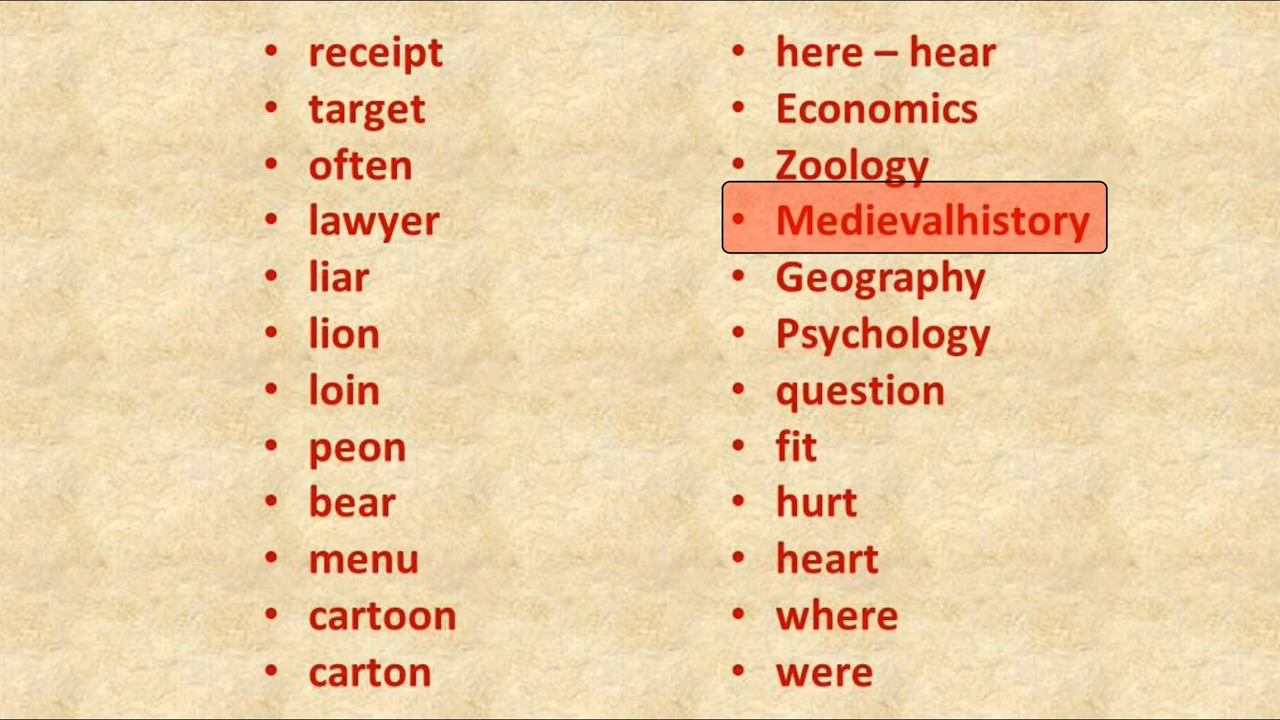 • receipt
• target
• often
• lawyer
• liar
• lion
• loin
• peon
• bear
• menu
• cartoon
• carton
• here – hear
• Economics
• Zoology
• Medievalhistory
• Geography
• Psychology
• question
• fit
• hurt
• heart
• where
• were